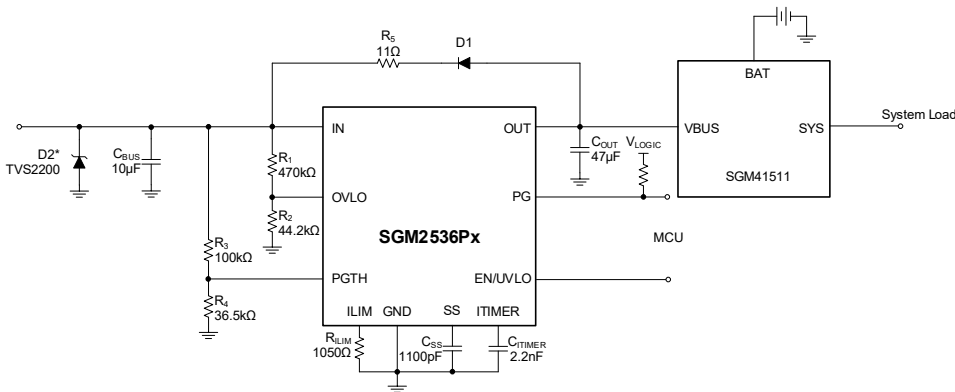 R5
11Ω
D1
BAT
IN
OUT
VBUS
SYS
System Load
D2*
TVS2200
CBUS
10µF
R1
470kΩ
COUT
47µF
VLOGIC
SGM41511
OVLO
PG
R2
44.2kΩ
SGM2536Px
MCU
R3
100kΩ
PGTH
EN/UVLO
R4
36.5kΩ
ILIM
GND
SS
ITIMER
RILIM
1050Ω
CSS
1100pF
CITIMER
2.2nF